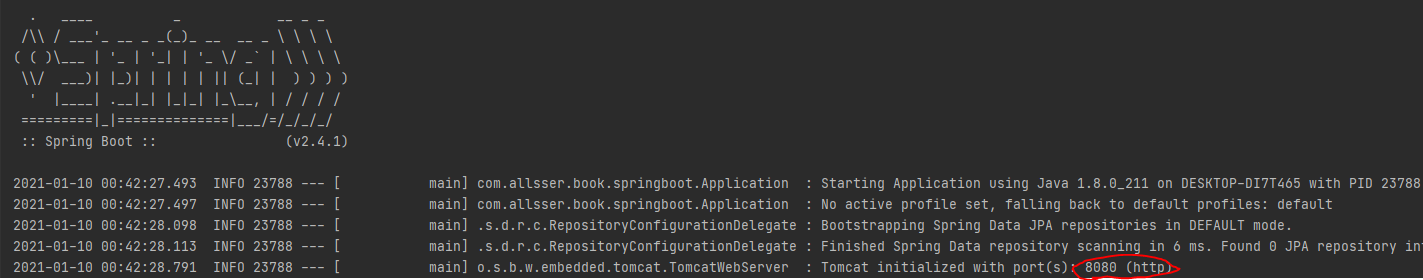 .   ____          _            __ _ _
 /\\ / ___'_ __ _ _(_)_ __  __ _ \ \ \ \
( ( )\___ | '_ | '_| | '_ \/ _` | \ \ \ \
 \\/  ___)| |_)| | | | | || (_| |  ) ) ) )
  '  |____| .__|_| |_|_| |_\__, | / / / /
 =========|_|==============|___/=/_/_/_/
 :: Spring Boot ::                (v2.4.1)
2021-01-10 00:42:27.493  INFO 23788 --- [           main] com.allsser.book.springboot.Application  : Starting Application using Java 1.8.0_211 on DESKTOP-DI7T465 with PID 23788
2021-01-10 00:42:27.497  INFO 23788 --- [           main] com.allsser.book.springboot.Application  : No active profile set, falling back to default profiles: default
2021-01-10 00:42:28.098  INFO 23788 --- [           main] .s.d.r.c.RepositoryConfigurationDelegate : Bootstrapping Spring Data JPA repositories in DEFAULT mode.
2021-01-10 00:42:28.113  INFO 23788 --- [           main] .s.d.r.c.RepositoryConfigurationDelegate : Finished Spring Data repository scanning in 6 ms. Found 0 JPA repository int
2021-01-10 00:42:28.791  INFO 23788 --- [           main] o.s.b.w.embedded.tomcat.TomcatWebServer  : Tomcat initialized with port(s): 8080 (http)